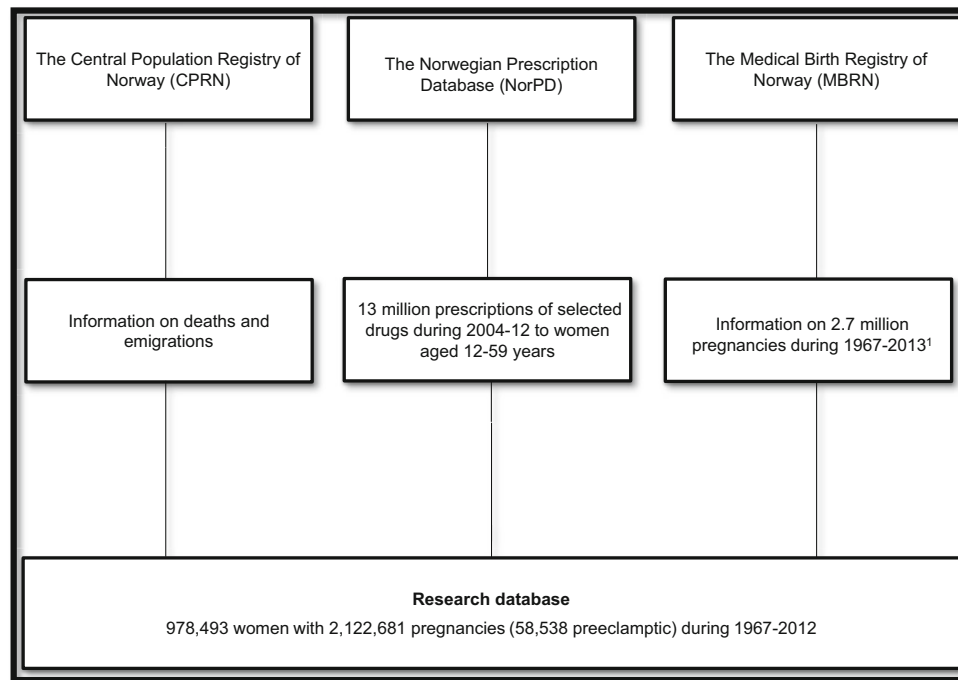 The Central Population Registry of
Norway (CPRN)
The Norwegian Prescription
Database (NorPD)
The Medical Birth Registry of
Norway (MBRN)
Information on deaths and
emigrations
13 million prescriptions of selected
drugs during 2004-12 to women
aged 12-59 years
Information on 2.7 million
pregnancies during 1967-2013¹
Research database
978,493 women with 2,122,681 pregnancies (58,538 preeclamptic) during 1967-2012